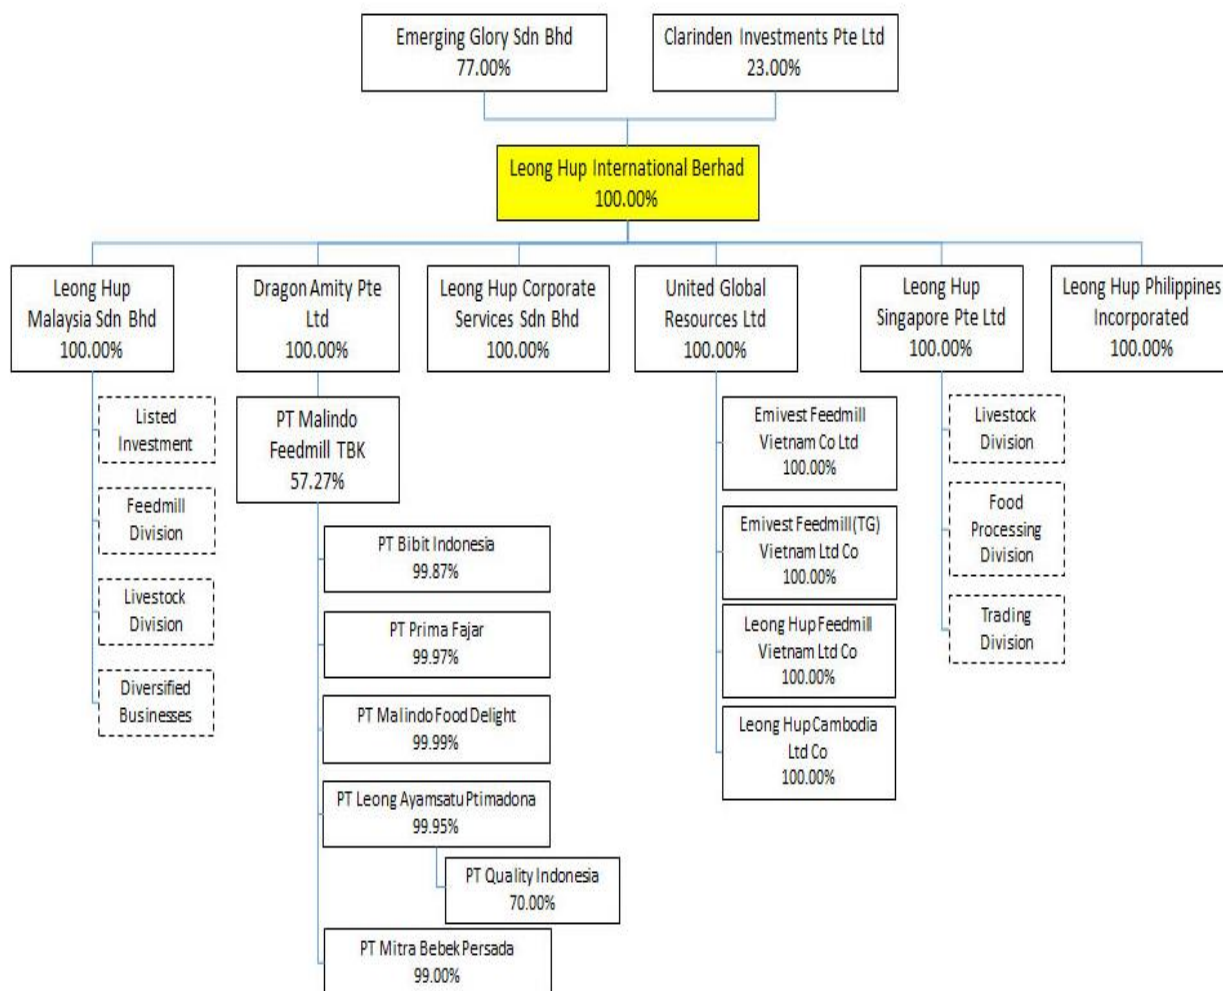 Emerging Glory Sdn Bhd
77.00%
Clarinden Investments Pte Ltd
23.00%
Leong Hup International Berhad
100.00%
Leong Hup
Malaysia Sdn Bhd
100.00%
Dragon Amity Pte
Ltd
100.00%
Leong Hup Corporate
Services Sdn Bhd
100.00%
United Global
Resources Ltd
100.00%
Leong Hup
Singapore Pte Ltd
100.00%
Leong Hup Philippines
Incorporated
100.00%
Listed
Investment
Feedmill
Division
Livestock
Division
Diversified
Businesses
PT Malindo
Feedmill TBK
57.27%
PT Bibit Indonesia
99.87%
PT Prima Fajar
99.97%
PT Malindo Food Delight
99.99%
PT Leong Ayamsatu Ptimadona
99.95%
PT Quality Indonesia
70.00%
PT Mitra Bebek Persada
99.00%
Emivest Feedmill
Vietnam Co Ltd
100.00%
Emivest Feedmill (TG)
Vietnam Ltd Co
100.00%
Leong Hup Feedmill
Vietnam Ltd Co
100.00%
Leong Hup Cambodia
Ltd Co
100.00%
Livestock
Division
Food
Processing
Division
Trading
Division